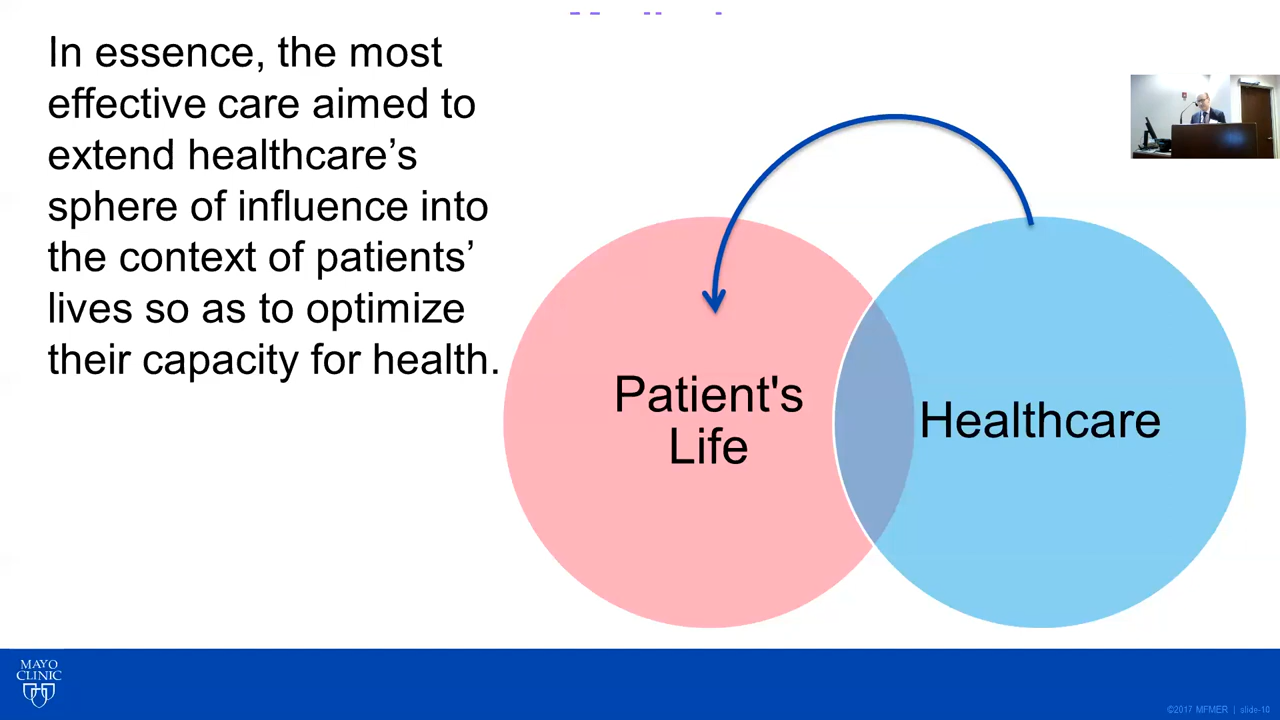 In essence, the most
effective care aimed to
extend healthcare’s
sphere of influence into
the context of patients’
lives so as to optimize
their capacity for health.
Patient's
Life
Healthcare
MAYO
CLINIC
©2017 MFMER | slide-10